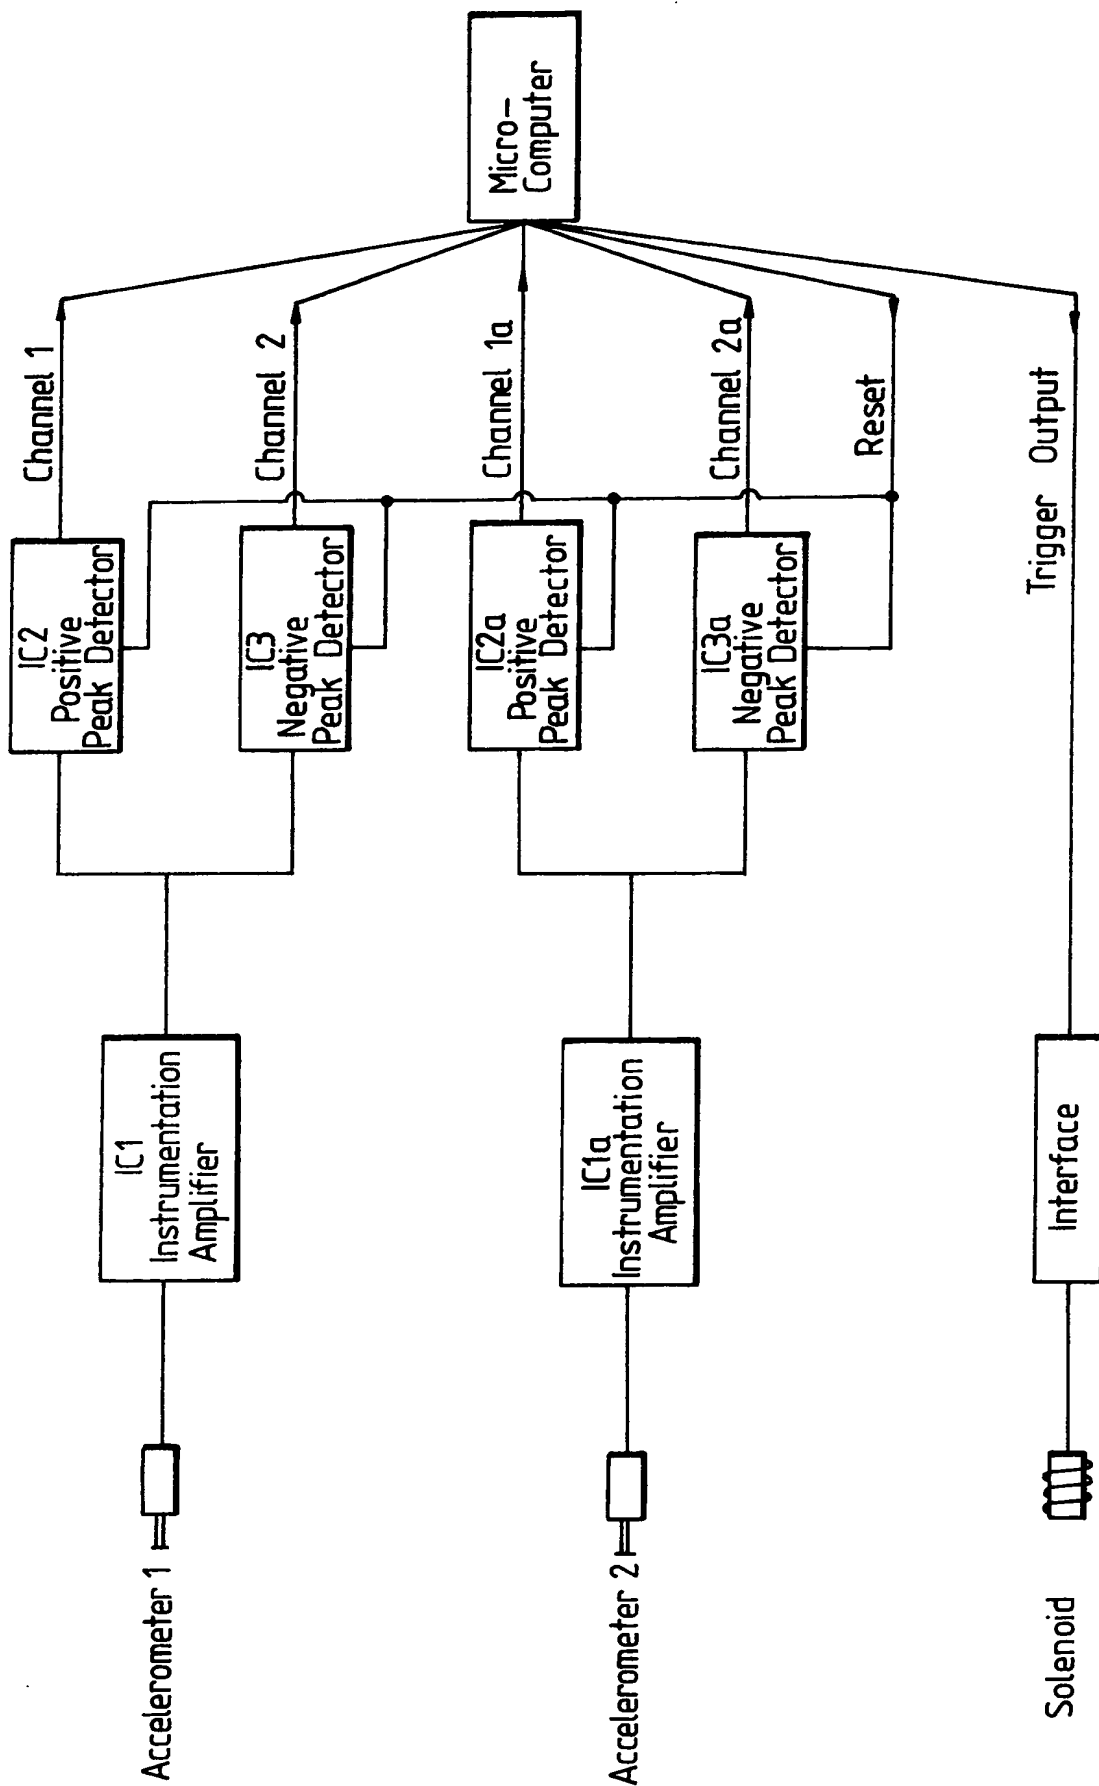 Accelerometer 1
IC1
Instrumentation
Amplifier
IC2
Positive
Peak Detector
Channel 1
IC3
Negative
Peak Detector
Channel 2
Micro-
Computer
Accelerometer 2
IC1a
Instrumentation
Amplifier
IC2a
Positive
Peak Detector
Channel 1a
IC3a
Negative
Peak Detector
Channel 2a
Reset
Solenoid
Interface
Trigger Output